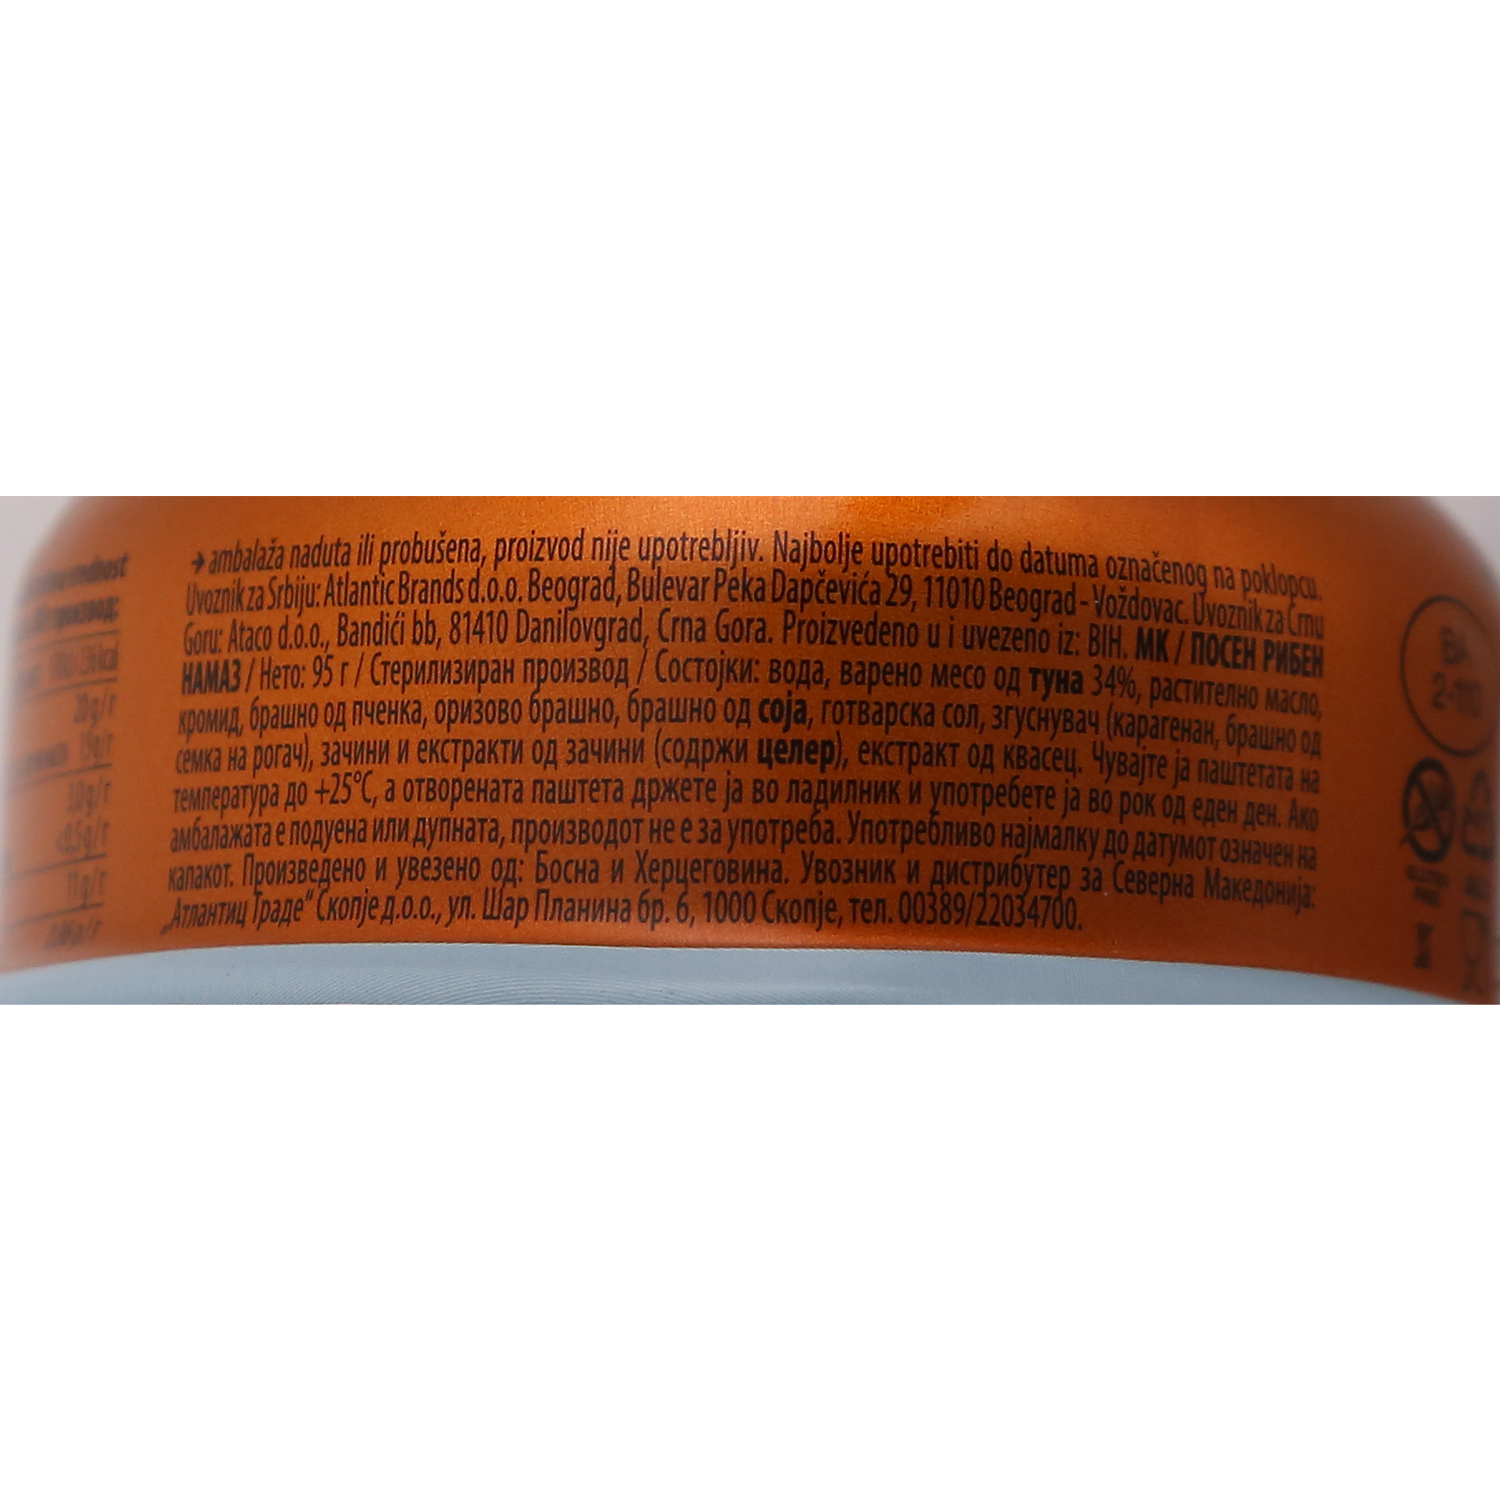 vrednost
производ:
→ ambalaža naduta ili probušena, proizvod nije upotrebljiv. Najbolje upotrebiti do datuma označenog na poklopcu.
Uvoznik za Srbiju: Atlantic Brands d.o.o. Beograd, Bulevar Peka Dapčevića 29, 11010 Beograd - Voždovac. Uvoznik za Crnu
Goru: Ataco d.o.o., Bandići bb, 81410 Danilovgrad, Crna Gora. Proizvedeno u i uvezeno iz: BIH. МК / ПОСЕН РИБЕН
НАМАЗ / Нето: 95 г / Стерилизиран производ / Состојки: вода, варено месо од туна 34%, растително масло,
кромид, брашно од пченка, оризово брашно, брашно од соја, готварска сол, згуснувач (карагенан, брашно од
семка на рогач), зачини и екстракти од зачини (содржи целер), екстракт од квасец. Чувајте ја паштетата на
температура до +25°C, а отворената паштета држете ја во ладилник и употребете ја во рок од еден ден. Ако
амбалажата е подуена или дупната, производот не е за употреба. Употребливо најмалку до датумот означен на
капакот. Произведено и увезено од: Босна и Херцеговина. Увозник и дистрибутер за Северна Македонија:
„Атлантиц Траде“ Скопје д.о.о., ул. Шар Планина бр. 6, 1000 Скопје, тел. 00389/22034700.
BA
2-110